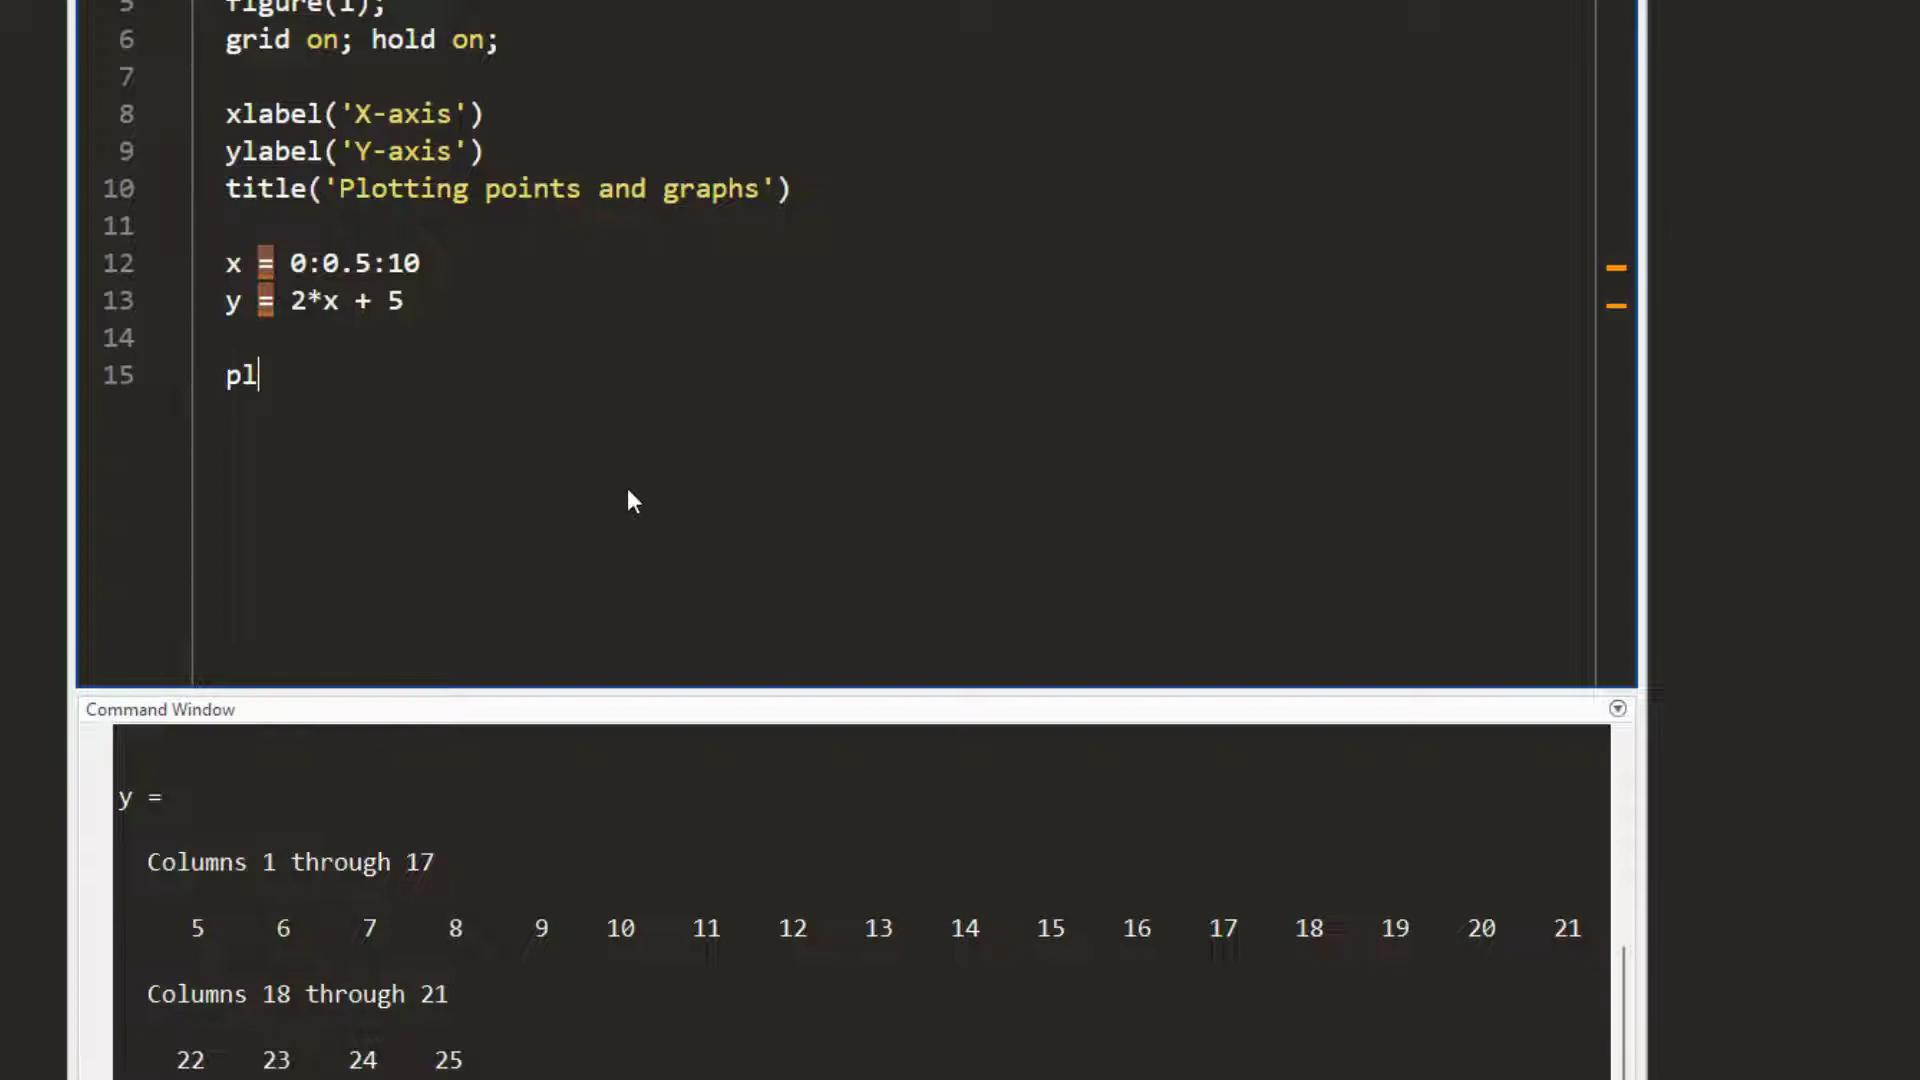 5 figure(1);
6 grid on; hold on;
7
8 xlabel('X-axis')
9 ylabel('Y-axis')
10 title('Plotting points and graphs')
11
12 x = 0:0.5:10
13 y = 2*x + 5
14
15 pl
Command Window
y =
Columns 1 through 17
5 6 7 8 9 10 11 12 13 14 15 16 17 18 19 20 21
Columns 18 through 21
22 23 24 25